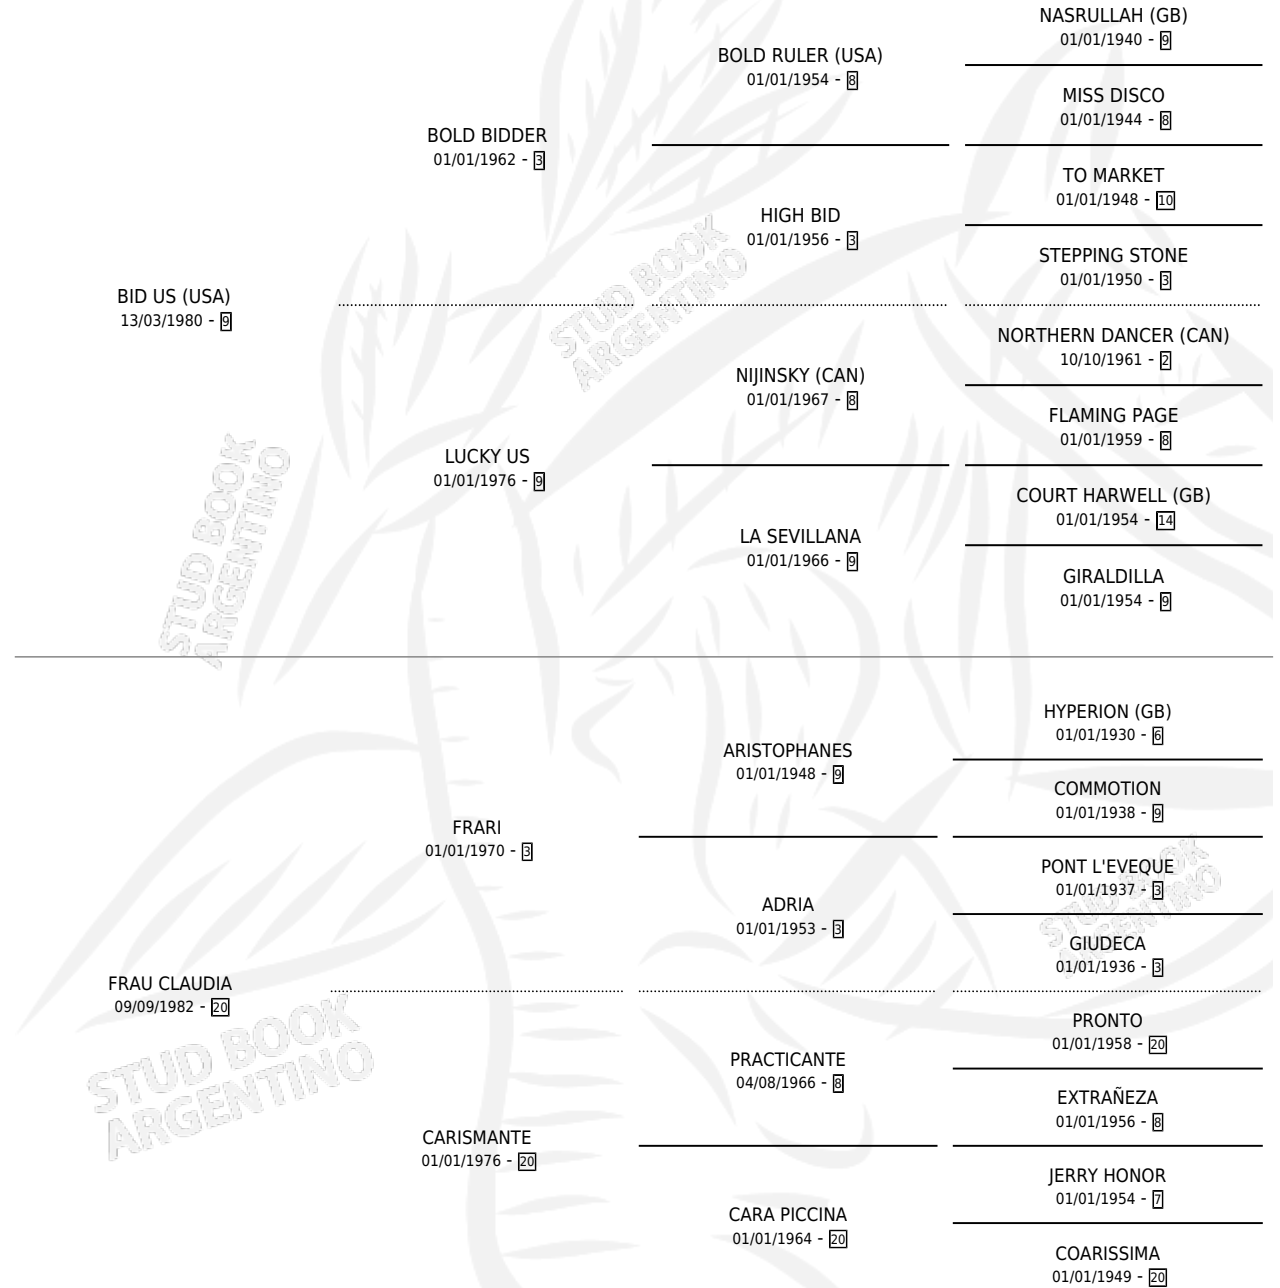 NASRULLAH (GB)
01/01/1940 - 9
BOLD RULER (USA)
01/01/1954 - 8
MISS DISCO
01/01/1944 - 8
BOLD BIDDER
01/01/1962 - 3
TO MARKET
01/01/1948 - 10
HIGH BID
01/01/1956 - 3
STEPPING STONE
01/01/1950 - 3
BID US (USA)
13/03/1980 - 9
NORTHERN DANCER (CAN)
10/10/1961 - 2
NIJINSKY (CAN)
01/01/1967 - 8
FLAMING PAGE
01/01/1959 - 8
LUCKY US
01/01/1976 - 9
COURT HARWELL (GB)
01/01/1954 - 14
LA SEVILLANA
01/01/1966 - 9
GIRALDILLA
01/01/1954 - 9
HYPERION (GB)
01/01/1930 - 6
ARISTOPHANES
01/01/1948 - 9
COMMOTION
01/01/1938 - 9
FRARI
01/01/1970 - 3
PONT L'EVEQUE
01/01/1937 - 3
ADRIA
01/01/1953 - 3
GIUDECA
01/01/1936 - 3
FRAU CLAUDIA
09/09/1982 - 20
PRONTO
01/01/1958 - 20
PRACTICANTE
04/08/1966 - 8
EXTRAÑEZA
01/01/1956 - 8
CARISMANTE
01/01/1976 - 20
JERRY HONOR
01/01/1954 - 7
CARA PICCINA
01/01/1964 - 20
COARISSIMA
01/01/1949 - 20
STUD BOOK
ARGENTINO
STUD BOOK
ARGENTINO
STUD BOOK
ARGENTINO
STUD BOOK
ARGENTINO